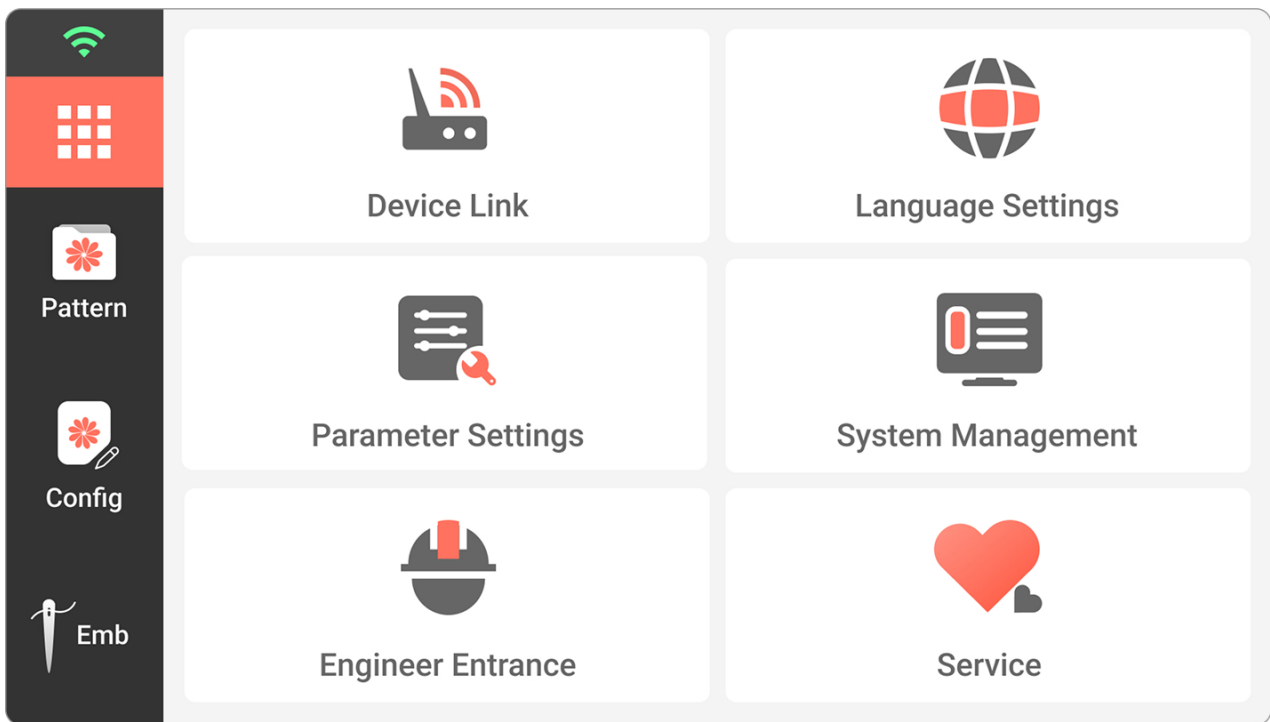 Pattern
Config
Emb
Device Link
Language Settings
Parameter Settings
System Management
Engineer Entrance
Service